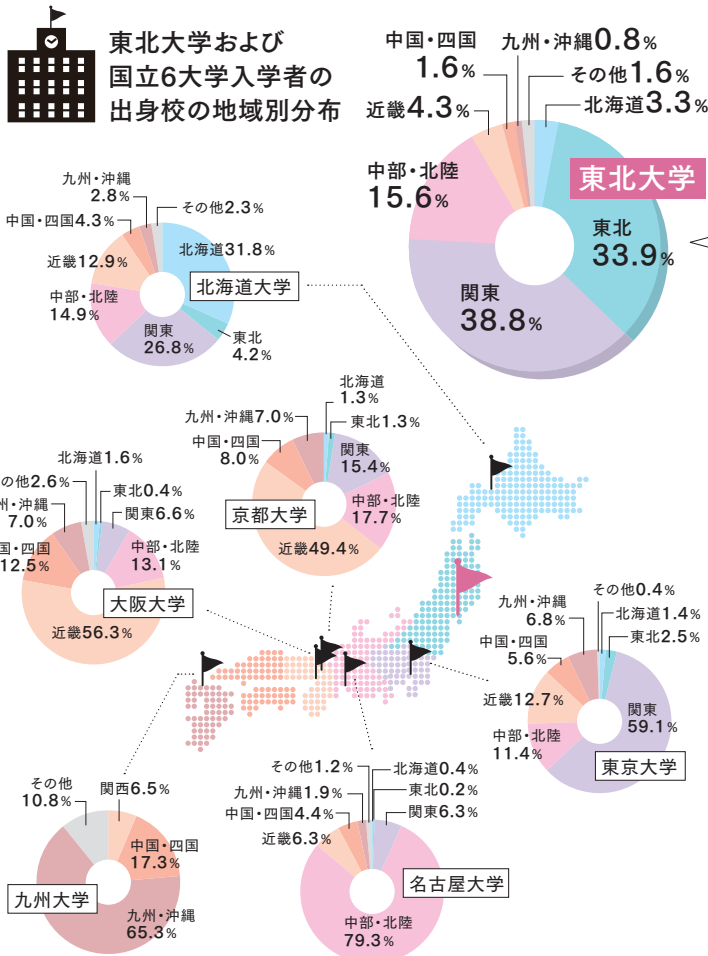 東北大学および
国立6大学入学者の
出身校の地域別分布
中国・四国
1.6%
九州・沖縄0.8%
その他1.6%
近畿4.3%
北海道3.3%
中部・北陸
15.6%
東北大学
東北
33.9%
関東
38.8%
九州・沖縄
2.8%
その他2.3%
中国・四国4.3%
北海道31.8%
近畿12.9%
北海道大学
中部・北陸
14.9%
関東
26.8%
東北
4.2%
北海道
1.3%
九州・沖縄7.0%
東北1.3%
中国・四国
8.0%
関東
15.4%
中部・北陸
17.7%
京都大学
近畿49.4%
北海道1.6%
の他2.6%
東北0.4%
州・沖縄
7.0%
関東6.6%
国・四国
12.5%
中部・北陸
13.1%
大阪大学
近畿56.3%
その他0.4%
九州・沖縄
6.8%
北海道1.4%
東北2.5%
中国・四国
5.6%
近畿12.7%
関東
59.1%
中部・北陸
11.4%
東京大学
その他
10.8%
関西6.5%
中国・四国
17.3%
九州大学
九州・沖縄
65.3%
その他1.2%
北海道0.4%
九州・沖縄1.9%
東北0.2%
中国・四国4.4%
関東6.3%
近畿6.3%
名古屋大学
中部・北陸
79.3%